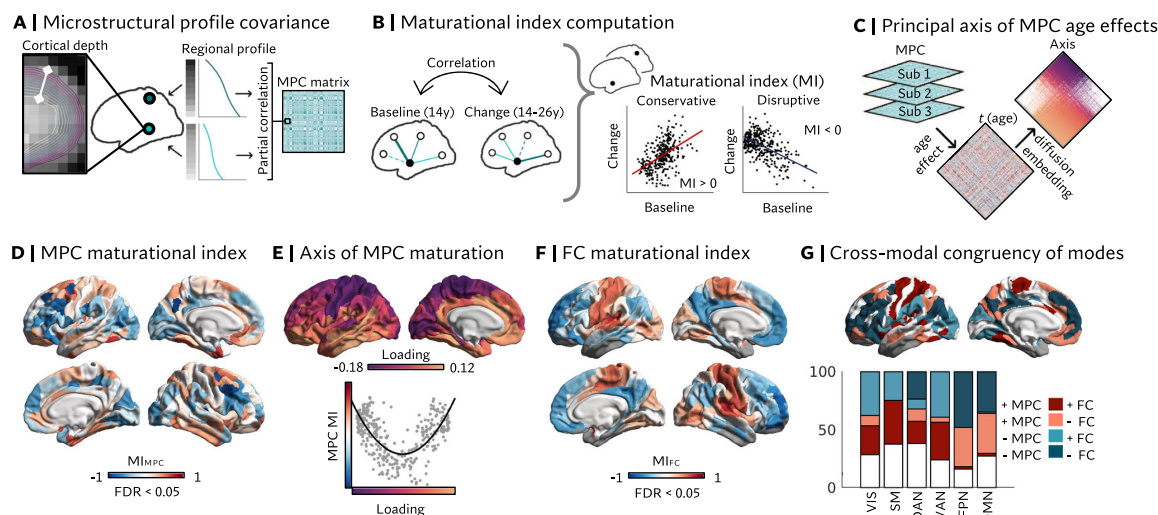 A | Microstructural profile covariance
Cortical depth
Regional profile
Partial correlation
MPC matrix
B | Maturational index computation
Correlation
Baseline (14y)
Change (14-26y)
Maturational index (MI)
Conservative
Disruptive
Change
MI > 0
Baseline
Change
MI < 0
Baseline
C | Principal axis of MPC age effects
MPC
Sub 1
Sub 2
Sub 3
age
effect
t (age)
diffusion
embedding
Axis
D | MPC maturational index
MIMPC
-1
1
FDR < 0.05
E | Axis of MPC maturation
Loading
-0.18
0.12
MPC MI
Loading
F | FC maturational index
MIFC
-1
1
FDR < 0.05
G | Cross-modal congruency of modes
100
50
0
VIS
SM
DAN
VAN
FPN
DMN
+ MPC + FC
+ MPC - FC
- MPC + FC
- MPC - FC